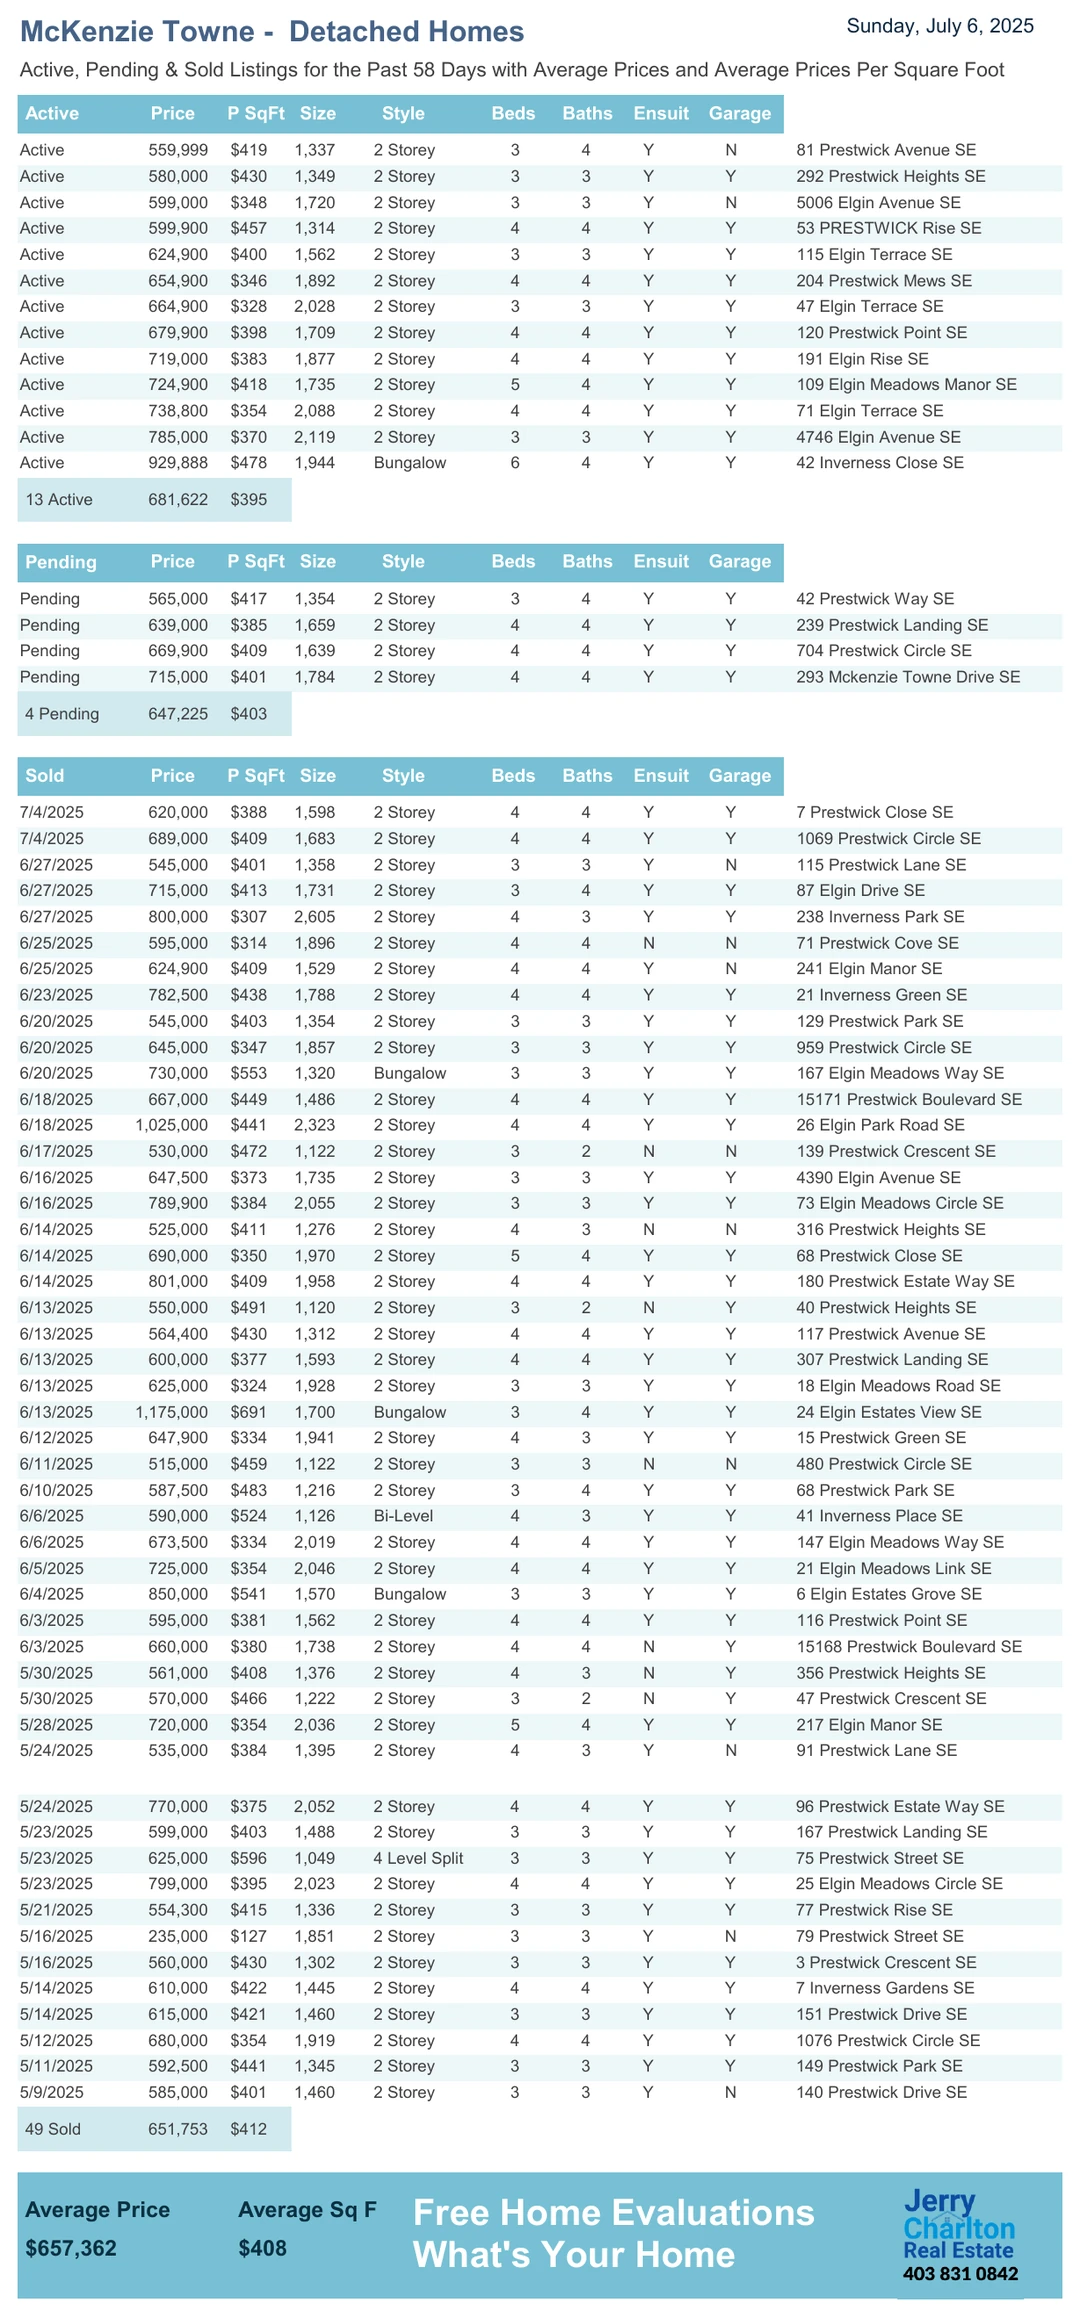 McKenzie Towne -  Detached Homes Sunday, July 6, 2025
Active, Pending & Sold Listings for the Past 58 Days with Average Prices and Average Prices Per Square Foot
Active Price P SqFt Size Style Beds Baths Ensuit Garage
Active 559,999 $419 1,337 2 Storey 3 4 Y N 81 Prestwick Avenue SE
Active 580,000 $430 1,349 2 Storey 3 3 Y Y 292 Prestwick Heights SE
Active 599,000 $348 1,720 2 Storey 3 3 Y N 5006 Elgin Avenue SE
Active 599,900 $457 1,314 2 Storey 4 4 Y Y 53 PRESTWICK Rise SE
Active 624,900 $400 1,562 2 Storey 3 3 Y Y 115 Elgin Terrace SE
Active 654,900 $346 1,892 2 Storey 4 4 Y Y 204 Prestwick Mews SE
Active 664,900 $328 2,028 2 Storey 3 3 Y Y 47 Elgin Terrace SE
Active 679,900 $398 1,709 2 Storey 4 4 Y Y 120 Prestwick Point SE
Active 719,000 $383 1,877 2 Storey 4 4 Y Y 191 Elgin Rise SE
Active 724,900 $418 1,735 2 Storey 5 4 Y Y 109 Elgin Meadows Manor SE
Active 738,800 $354 2,088 2 Storey 4 4 Y Y 71 Elgin Terrace SE
Active 785,000 $370 2,119 2 Storey 3 3 Y Y 4746 Elgin Avenue SE
Active 929,888 $478 1,944 Bungalow 6 4 Y Y 42 Inverness Close SE
13 Active 681,622 $395
Pending Price P SqFt Size Style Beds Baths Ensuit Garage
Pending 565,000 $417 1,354 2 Storey 3 4 Y Y 42 Prestwick Way SE
Pending 639,000 $385 1,659 2 Storey 4 4 Y Y 239 Prestwick Landing SE
Pending 669,900 $409 1,639 2 Storey 4 4 Y Y 704 Prestwick Circle SE
Pending 715,000 $401 1,784 2 Storey 4 4 Y Y 293 Mckenzie Towne Drive SE
4 Pending 647,225 $403
Sold Price P SqFt Size Style Beds Baths Ensuit Garage
7/4/2025 620,000 $388 1,598 2 Storey 4 4 Y Y 7 Prestwick Close SE
7/4/2025 689,000 $409 1,683 2 Storey 4 4 Y Y 1069 Prestwick Circle SE
6/27/2025 545,000 $401 1,358 2 Storey 3 3 Y N 115 Prestwick Lane SE
6/27/2025 715,000 $413 1,731 2 Storey 3 4 Y Y 87 Elgin Drive SE
6/27/2025 800,000 $307 2,605 2 Storey 4 3 Y Y 238 Inverness Park SE
6/25/2025 595,000 $314 1,896 2 Storey 4 4 N N 71 Prestwick Cove SE
6/25/2025 624,900 $409 1,529 2 Storey 4 4 Y N 241 Elgin Manor SE
6/23/2025 782,500 $438 1,788 2 Storey 4 4 Y Y 21 Inverness Green SE
6/20/2025 545,000 $403 1,354 2 Storey 3 3 Y Y 129 Prestwick Park SE
6/20/2025 645,000 $347 1,857 2 Storey 3 3 Y Y 959 Prestwick Circle SE
6/20/2025 730,000 $553 1,320 Bungalow 3 3 Y Y 167 Elgin Meadows Way SE
6/18/2025 667,000 $449 1,486 2 Storey 4 4 Y Y 15171 Prestwick Boulevard SE
6/18/2025 1,025,000 $441 2,323 2 Storey 4 4 Y Y 26 Elgin Park Road SE
6/17/2025 530,000 $472 1,122 2 Storey 3 2 N N 139 Prestwick Crescent SE
6/16/2025 647,500 $373 1,735 2 Storey 3 3 Y Y 4390 Elgin Avenue SE
6/16/2025 789,900 $384 2,055 2 Storey 3 3 Y Y 73 Elgin Meadows Circle SE
6/14/2025 525,000 $411 1,276 2 Storey 4 3 N N 316 Prestwick Heights SE
6/14/2025 690,000 $350 1,970 2 Storey 5 4 Y Y 68 Prestwick Close SE
6/14/2025 801,000 $409 1,958 2 Storey 4 4 Y Y 180 Prestwick Estate Way SE
6/13/2025 550,000 $491 1,120 2 Storey 3 2 N Y 40 Prestwick Heights SE
6/13/2025 564,400 $430 1,312 2 Storey 4 4 Y Y 117 Prestwick Avenue SE
6/13/2025 600,000 $377 1,593 2 Storey 4 4 Y Y 307 Prestwick Landing SE
6/13/2025 625,000 $324 1,928 2 Storey 3 3 Y Y 18 Elgin Meadows Road SE
6/13/2025 1,175,000 $691 1,700 Bungalow 3 4 Y Y 24 Elgin Estates View SE
6/12/2025 647,900 $334 1,941 2 Storey 4 3 Y Y 15 Prestwick Green SE
6/11/2025 515,000 $459 1,122 2 Storey 3 3 N N 480 Prestwick Circle SE
6/10/2025 587,500 $483 1,216 2 Storey 3 4 Y Y 68 Prestwick Park SE
6/6/2025 590,000 $524 1,126 Bi-Level 4 3 Y Y 41 Inverness Place SE
6/6/2025 673,500 $334 2,019 2 Storey 4 4 Y Y 147 Elgin Meadows Way SE
6/5/2025 725,000 $354 2,046 2 Storey 4 4 Y Y 21 Elgin Meadows Link SE
6/4/2025 850,000 $541 1,570 Bungalow 3 3 Y Y 6 Elgin Estates Grove SE
6/3/2025 595,000 $381 1,562 2 Storey 4 4 Y Y 116 Prestwick Point SE
6/3/2025 660,000 $380 1,738 2 Storey 4 4 N Y 15168 Prestwick Boulevard SE
5/30/2025 561,000 $408 1,376 2 Storey 4 3 N Y 356 Prestwick Heights SE
5/30/2025 570,000 $466 1,222 2 Storey 3 2 N Y 47 Prestwick Crescent SE
5/28/2025 720,000 $354 2,036 2 Storey 5 4 Y Y 217 Elgin Manor SE
5/24/2025 535,000 $384 1,395 2 Storey 4 3 Y N 91 Prestwick Lane SE
5/24/2025 770,000 $375 2,052 2 Storey 4 4 Y Y 96 Prestwick Estate Way SE
5/23/2025 599,000 $403 1,488 2 Storey 3 3 Y Y 167 Prestwick Landing SE
5/23/2025 625,000 $596 1,049 4 Level Split 3 3 Y Y 75 Prestwick Street SE
5/23/2025 799,000 $395 2,023 2 Storey 4 4 Y Y 25 Elgin Meadows Circle SE
5/21/2025 554,300 $415 1,336 2 Storey 3 3 Y Y 77 Prestwick Rise SE
5/16/2025 235,000 $127 1,851 2 Storey 3 3 Y N 79 Prestwick Street SE
5/16/2025 560,000 $430 1,302 2 Storey 3 3 Y Y 3 Prestwick Crescent SE
5/14/2025 610,000 $422 1,445 2 Storey 4 4 Y Y 7 Inverness Gardens SE
5/14/2025 615,000 $421 1,460 2 Storey 3 3 Y Y 151 Prestwick Drive SE
5/12/2025 680,000 $354 1,919 2 Storey 4 4 Y Y 1076 Prestwick Circle SE
5/11/2025 592,500 $441 1,345 2 Storey 3 3 Y Y 149 Prestwick Park SE
5/9/2025 585,000 $401 1,460 2 Storey 3 3 Y N 140 Prestwick Drive SE
49 Sold 651,753 $412
Average Price Average Sq F
$657,362 $408
Free Home Evaluations
What's Your Home
Jerry
Charlton
Real Estate
403 831 0842